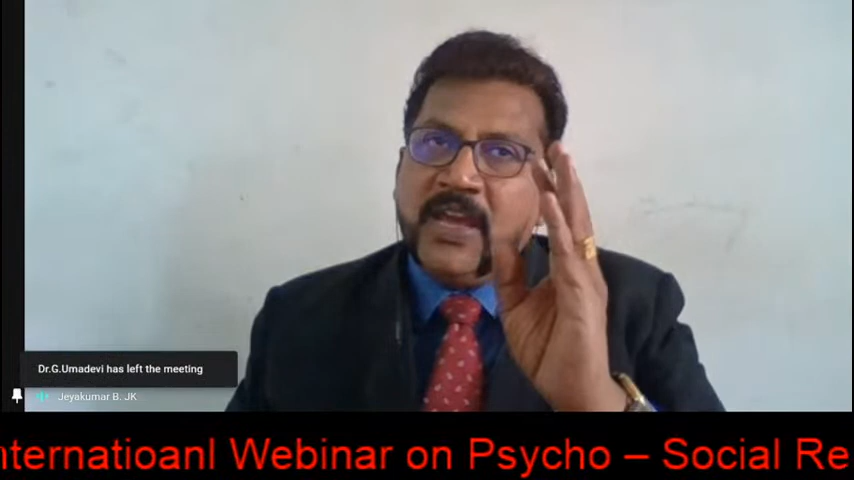 Dr.G.Umadevi has left the meeting
Jeyakumar B. JK
nternatioanl Webinar on Psycho – Social Re